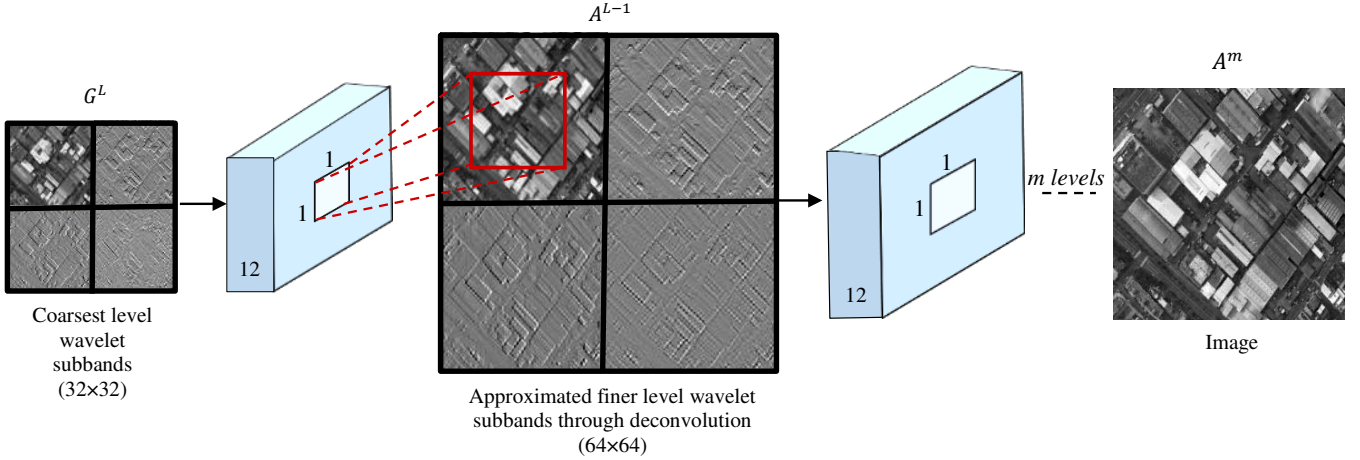 G^L
Coarsest level
wavelet
subbands
(32×32)
1
1
12
A^{L−1}
Approximated finer level wavelet
subbands through deconvolution
(64×64)
1
1
12
m levels
A^m
Image